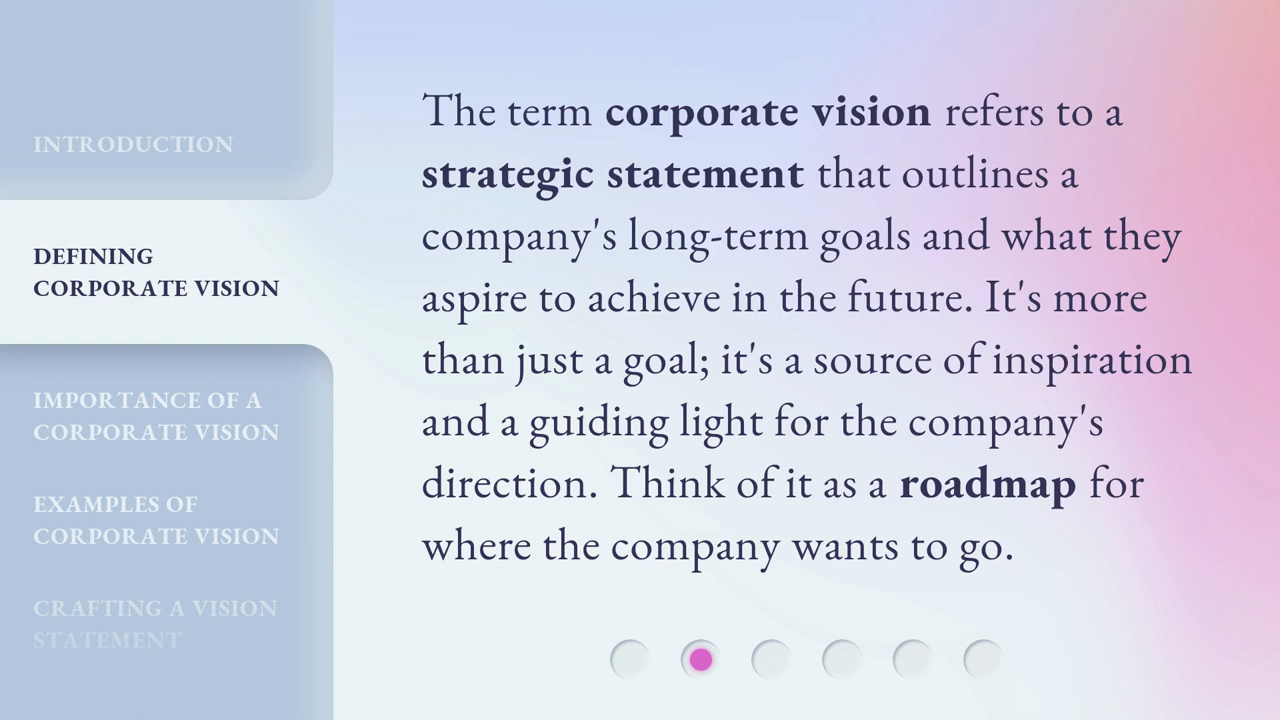 INTRODUCTION
DEFINING
CORPORATE VISION
IMPORTANCE OF A
CORPORATE VISION
EXAMPLES OF
CORPORATE VISION
CRAFTING A VISION
STATEMENT
The term corporate vision refers to a
strategic statement that outlines a
company's long-term goals and what they
aspire to achieve in the future. It's more
than just a goal; it's a source of inspiration
and a guiding light for the company's
direction. Think of it as a roadmap for
where the company wants to go.